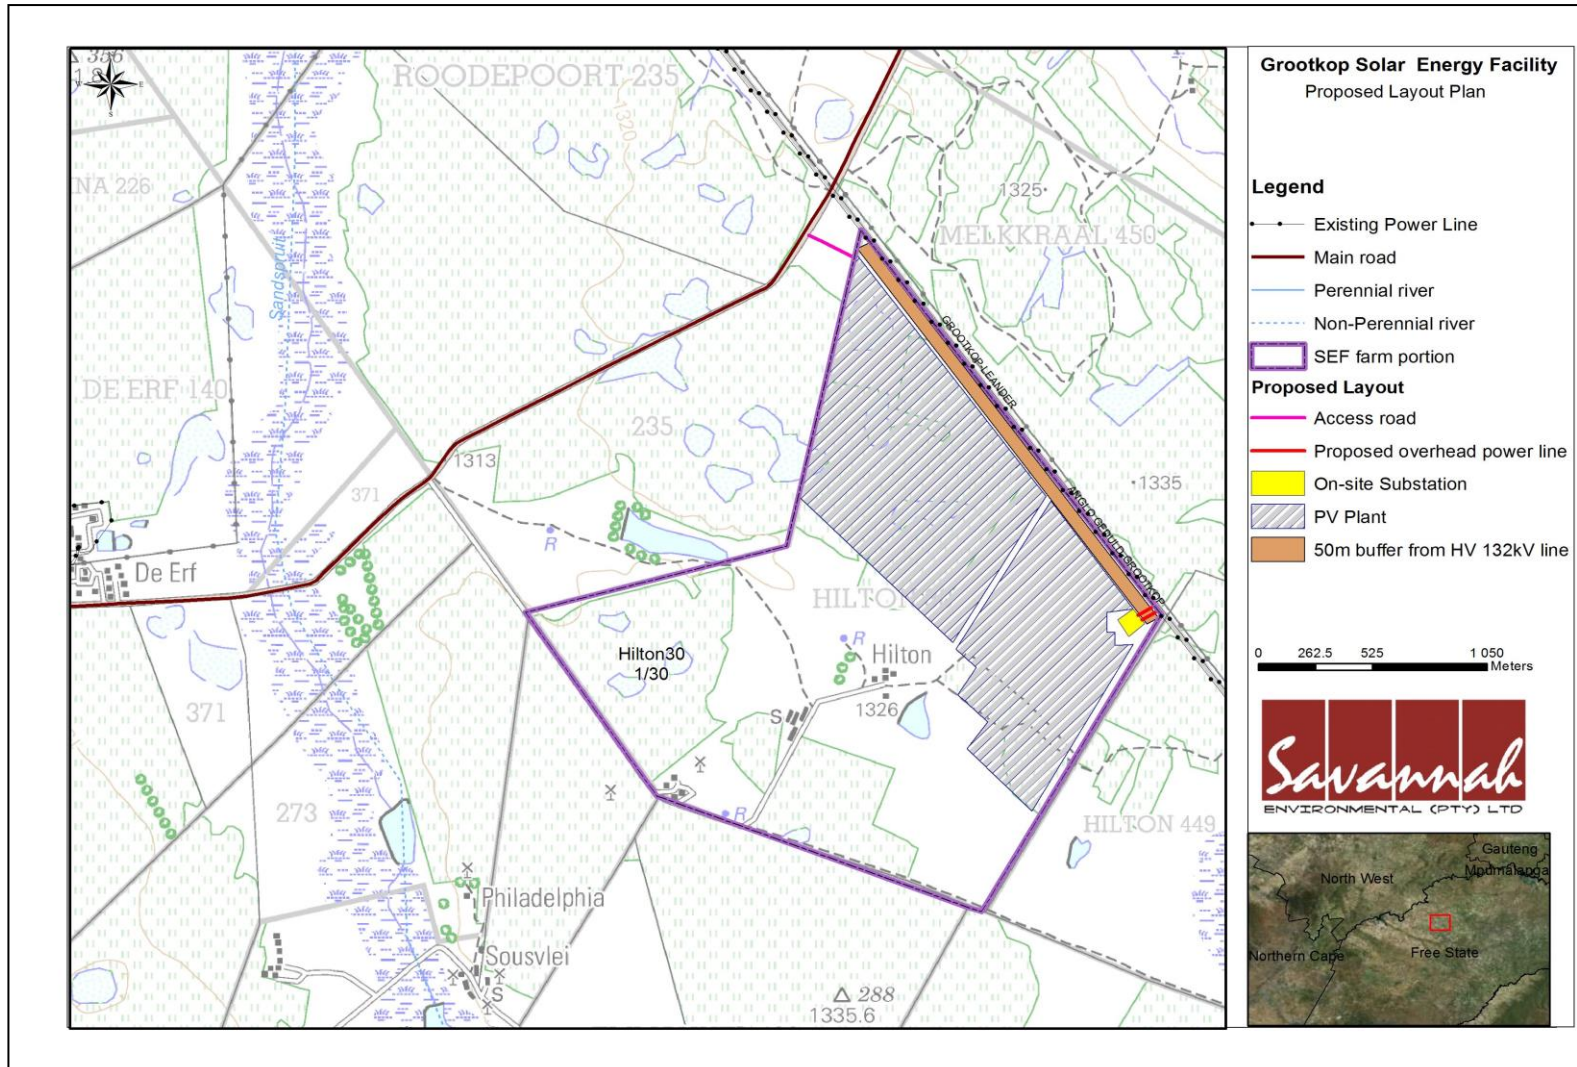 Grootkop Solar Energy Facility
Proposed Layout Plan
Legend
Existing Power Line
Main road
Perennial river
Non-Perennial river
SEF farm portion
Proposed Layout
Access road
Proposed overhead power line
On-site Substation
PV Plant
50m buffer from HV 132kV line
0 262.5 525 1 050
Meters
Savannah
ENVIRONMENTAL (PTY) LTD
Gauteng
Mpumalanga
North West
Northern Cape
Free State
356
ROODEPOORT 235
1320
NA 226
Sandspruit
1325
MELKKRAAL 450
DE ERF 140
GROOTKOP-LEANDER
235
1313
371
1335
De Erf
HILTON
Hilton30
1/30
R
R
Hilton
S
1326
371
273
R
HILTON 449
Philadelphia
Sousvlei
S
288
1335.6